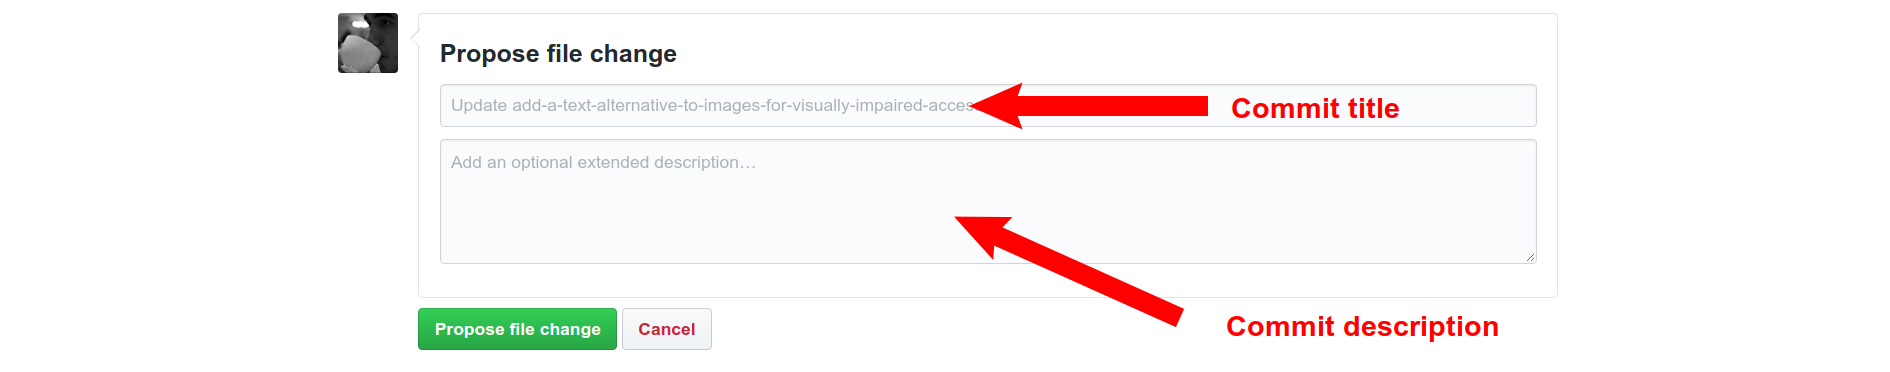 Propose file change
Update add-a-text-alternative-to-images-for-visually-impaired-acces
Commit title
Add an optional extended description…
Commit description
Propose file change
Cancel